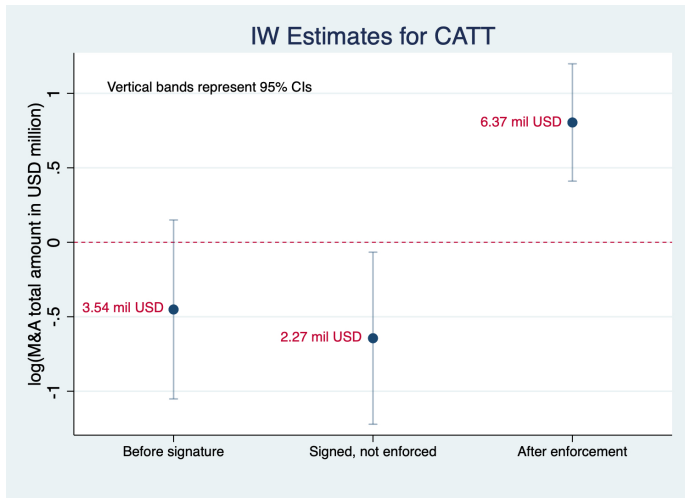 IW Estimates for CATT
Vertical bands represent 95% CIs
log(M&A total amount in USD million)
1
.5
0
-.5
-1
6.37 mil USD
3.54 mil USD
2.27 mil USD
Before signature
Signed, not enforced
After enforcement